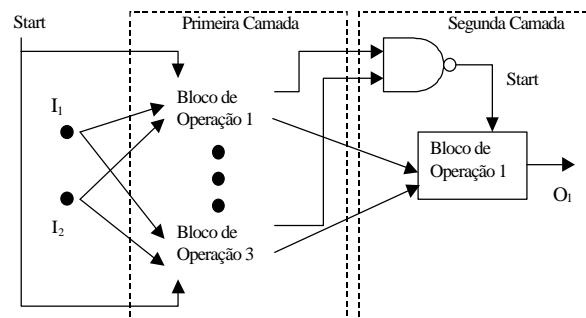 Start
Primeira Camada
Segunda Camada
I1
I2
Bloco de
Operação 1
Bloco de
Operação 3
Start
Bloco de
Operação 1
O1